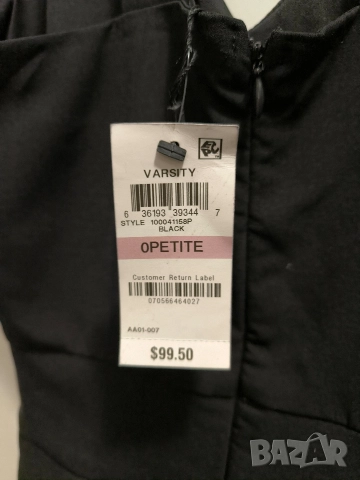 VARSITY
6 36193 39344 7
STYLE 100041158P
BLACK
0PETITE
Customer Return Label
070566464027
AA01-007
$99.50
BAZAR